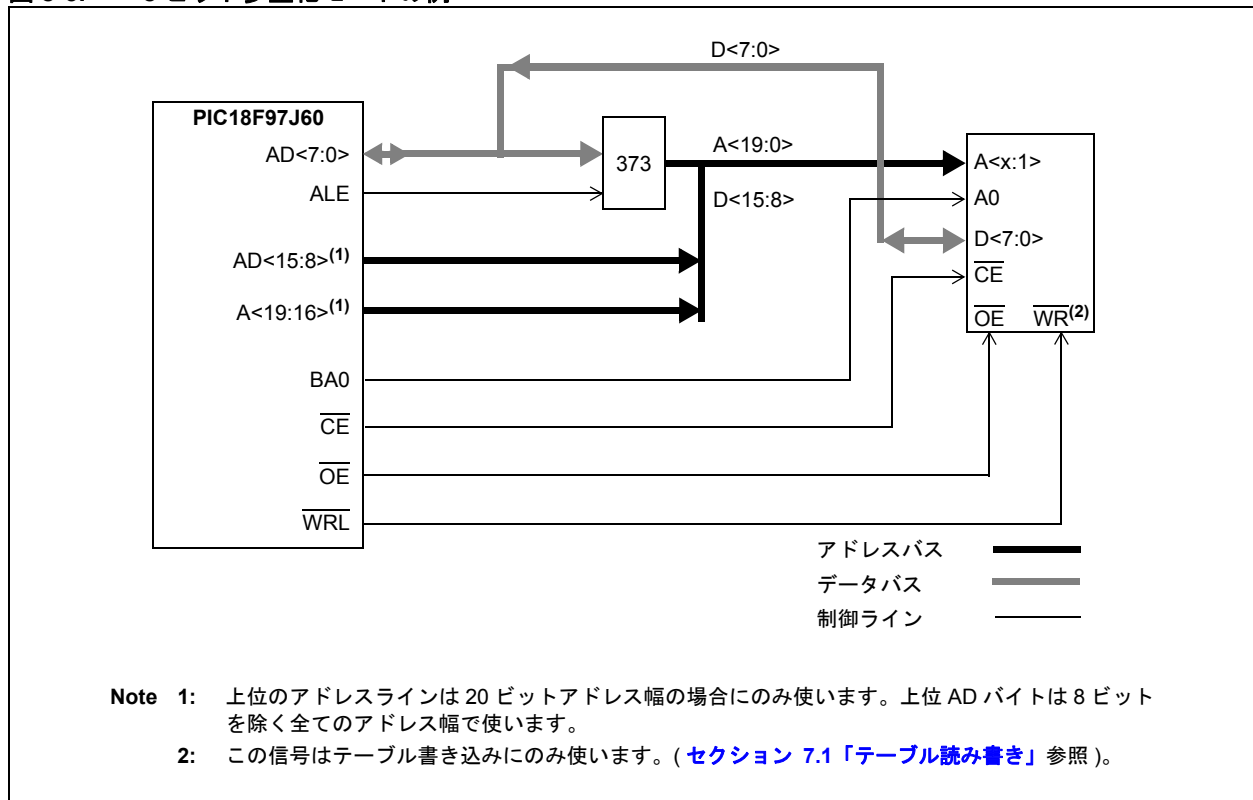 D<7:0>
PIC18F97J60
AD<7:0>
373
A<19:0>
A<x:1>
ALE
D<15:8>
A0
AD<15:8>(1)
D<7:0>
CE
A<19:16>(1)
OE WR(2)
BA0
CE
OE
WRL
アドレスバス
データバス
制御ライン
Note 1: 上位のアドレスラインは 20 ビットアドレス幅の場合にのみ使います。上位 AD バイトは 8 ビット
を除く全てのアドレス幅で使います。
2: この信号はテーブル書き込みにのみ使います。( セクション 7.1「テーブル読み書き」参照 )。